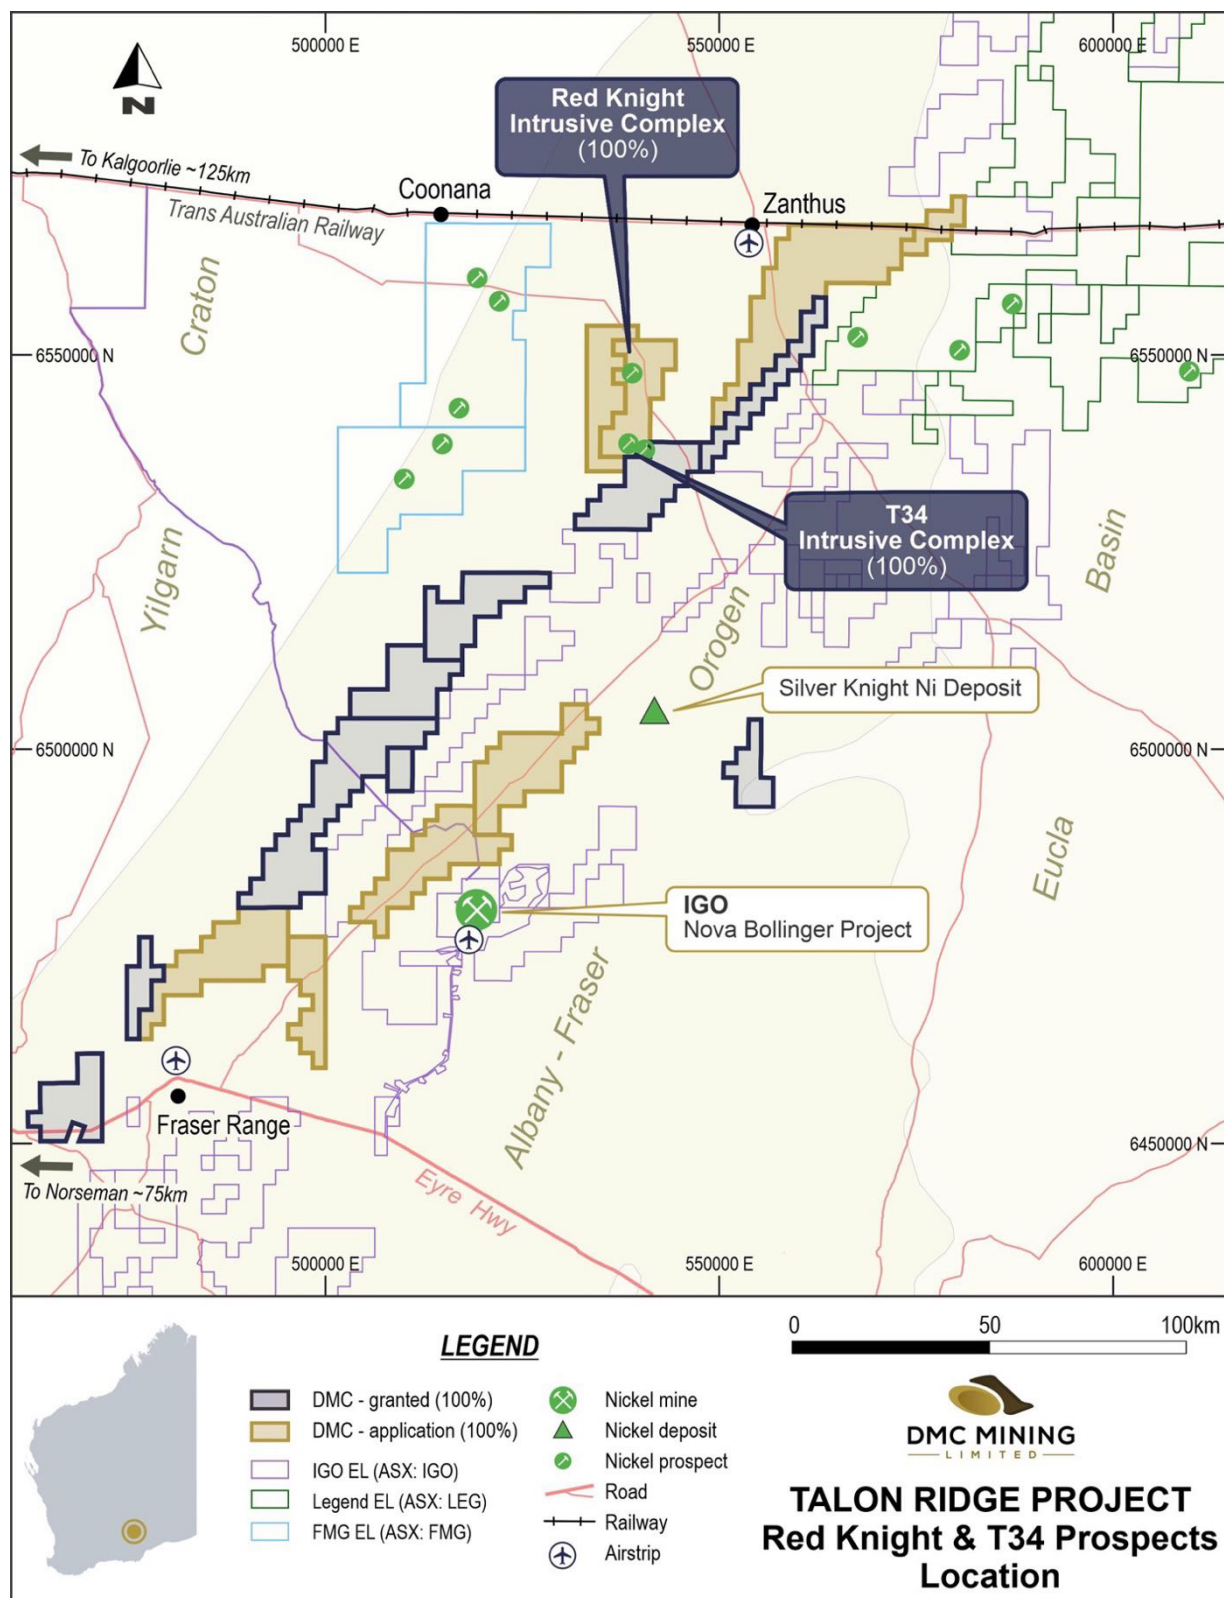 500000 E
550000 E
600000 E
N
Red Knight
Intrusive Complex
(100%)
To Kalgoorlie ~125km
Coonana
Zanthus
Trans Australian Railway
Craton
6550000 N
6550000 N
T34
Intrusive Complex
(100%)
Basin
Yilgarn
Orogen
Silver Knight Ni Deposit
6500000 N
6500000 N
Eucla
IGO
Nova Bollinger Project
Albany - Fraser
Fraser Range
6450000 N
To Norseman ~75km
Eyre Hwy
500000 E
550000 E
600000 E
LEGEND
DMC - granted (100%)
DMC - application (100%)
IGO EL (ASX: IGO)
Legend EL (ASX: LEG)
FMG EL (ASX: FMG)
Nickel mine
Nickel deposit
Nickel prospect
Road
Railway
Airstrip
0 50 100km
DMC MINING
LIMITED
TALON RIDGE PROJECT
Red Knight & T34 Prospects
Location